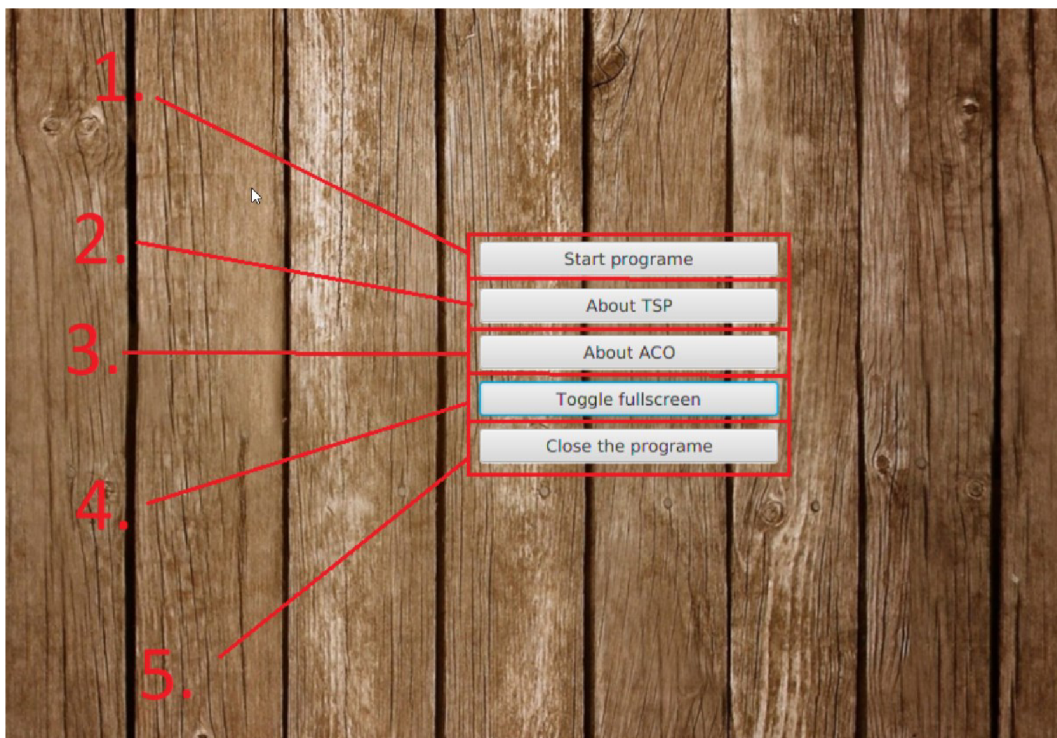 1.
Start programe
2.
About TSP
3.
About ACO
4.
Toggle fullscreen
5.
Close the programe